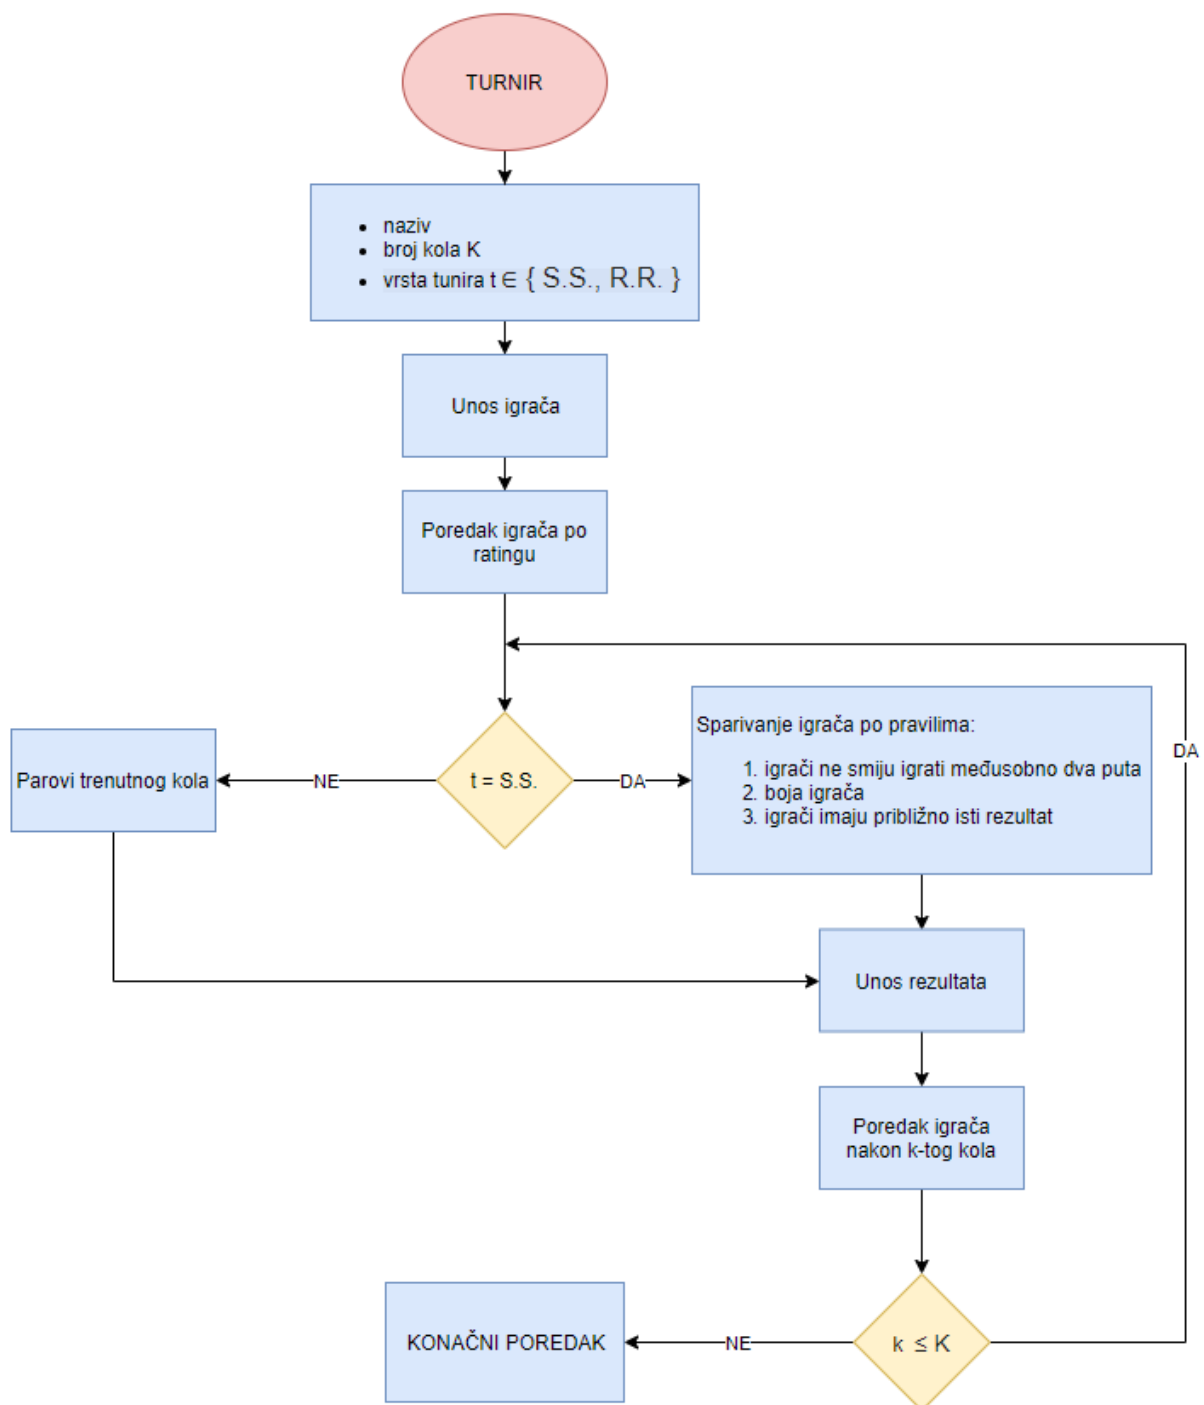 TURNIR
• naziv
• broj kola K
• vrsta tunira t ∈ { S.S., R.R. }
Unos igrača
Poredak igrača po
ratingu
t = S.S.
NE
DA
Parovi trenutnog kola
Sparivanje igrača po pravilima:
1. igrači ne smiju igrati međusobno dva puta
2. boja igrača
3. igrači imaju približno isti rezultat
DA
Unos rezultata
Poredak igrača
nakon k-tog kola
k ≤ K
NE
KONAČNI POREDAK